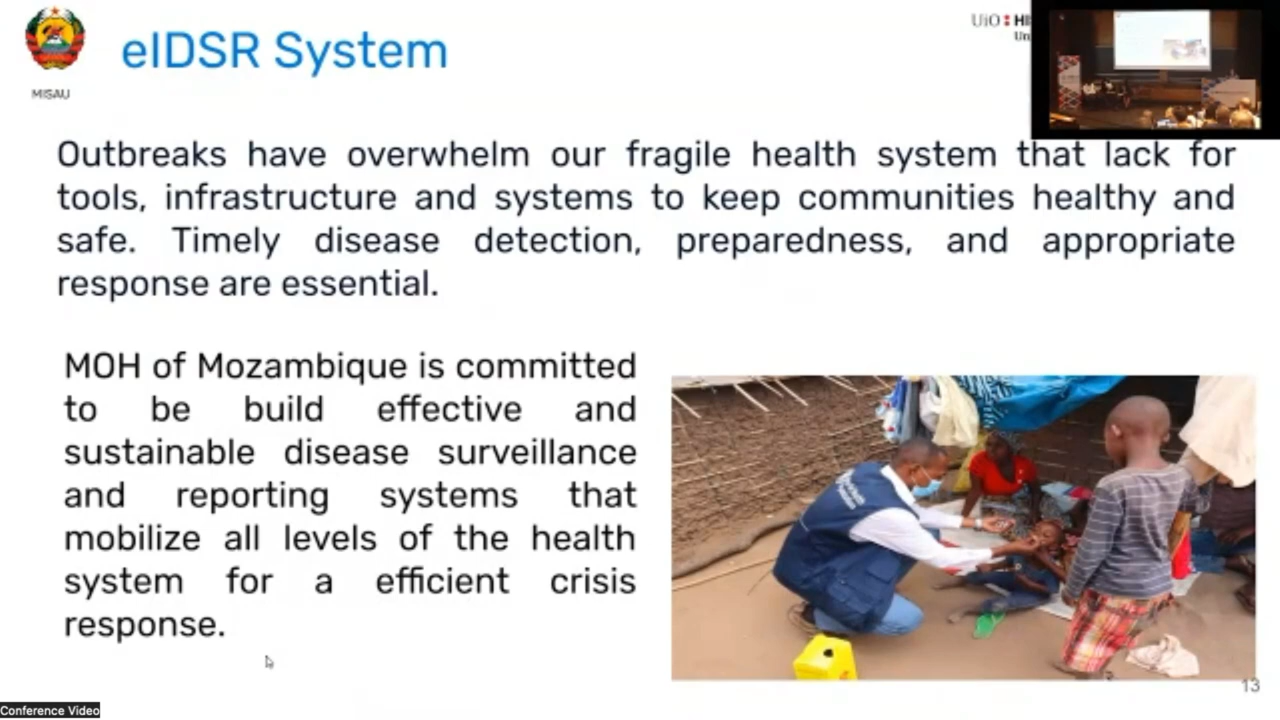 eIDSR System
MISAU
UiO HI
Un
Outbreaks have overwhelm our fragile health system that lack for
tools, infrastructure and systems to keep communities healthy and
safe. Timely disease detection, preparedness, and appropriate
response are essential.
MOH of Mozambique is committed
to be build effective and
sustainable disease surveillance
and reporting systems that
mobilize all levels of the health
system for a efficient crisis
response.
13
Conference Video